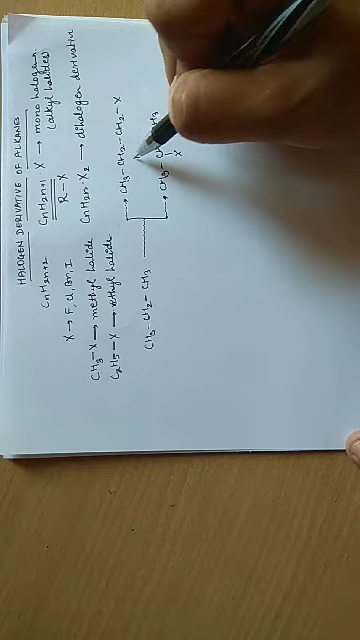 HALOGEN DERIVATIVE OF ALKANES
CnH2n+2 CnH2n+1 X → mono halogen
(alkyl halides)
R - X
X → F, Cl, Br, I CnH2n·X2 → dihalogen derivative
CH3-X → methyl halide
C2H5-X → ethyl halide
→ CH3-CH2-CH2-X
CH3-CH2-CH3
→ CH3-
X